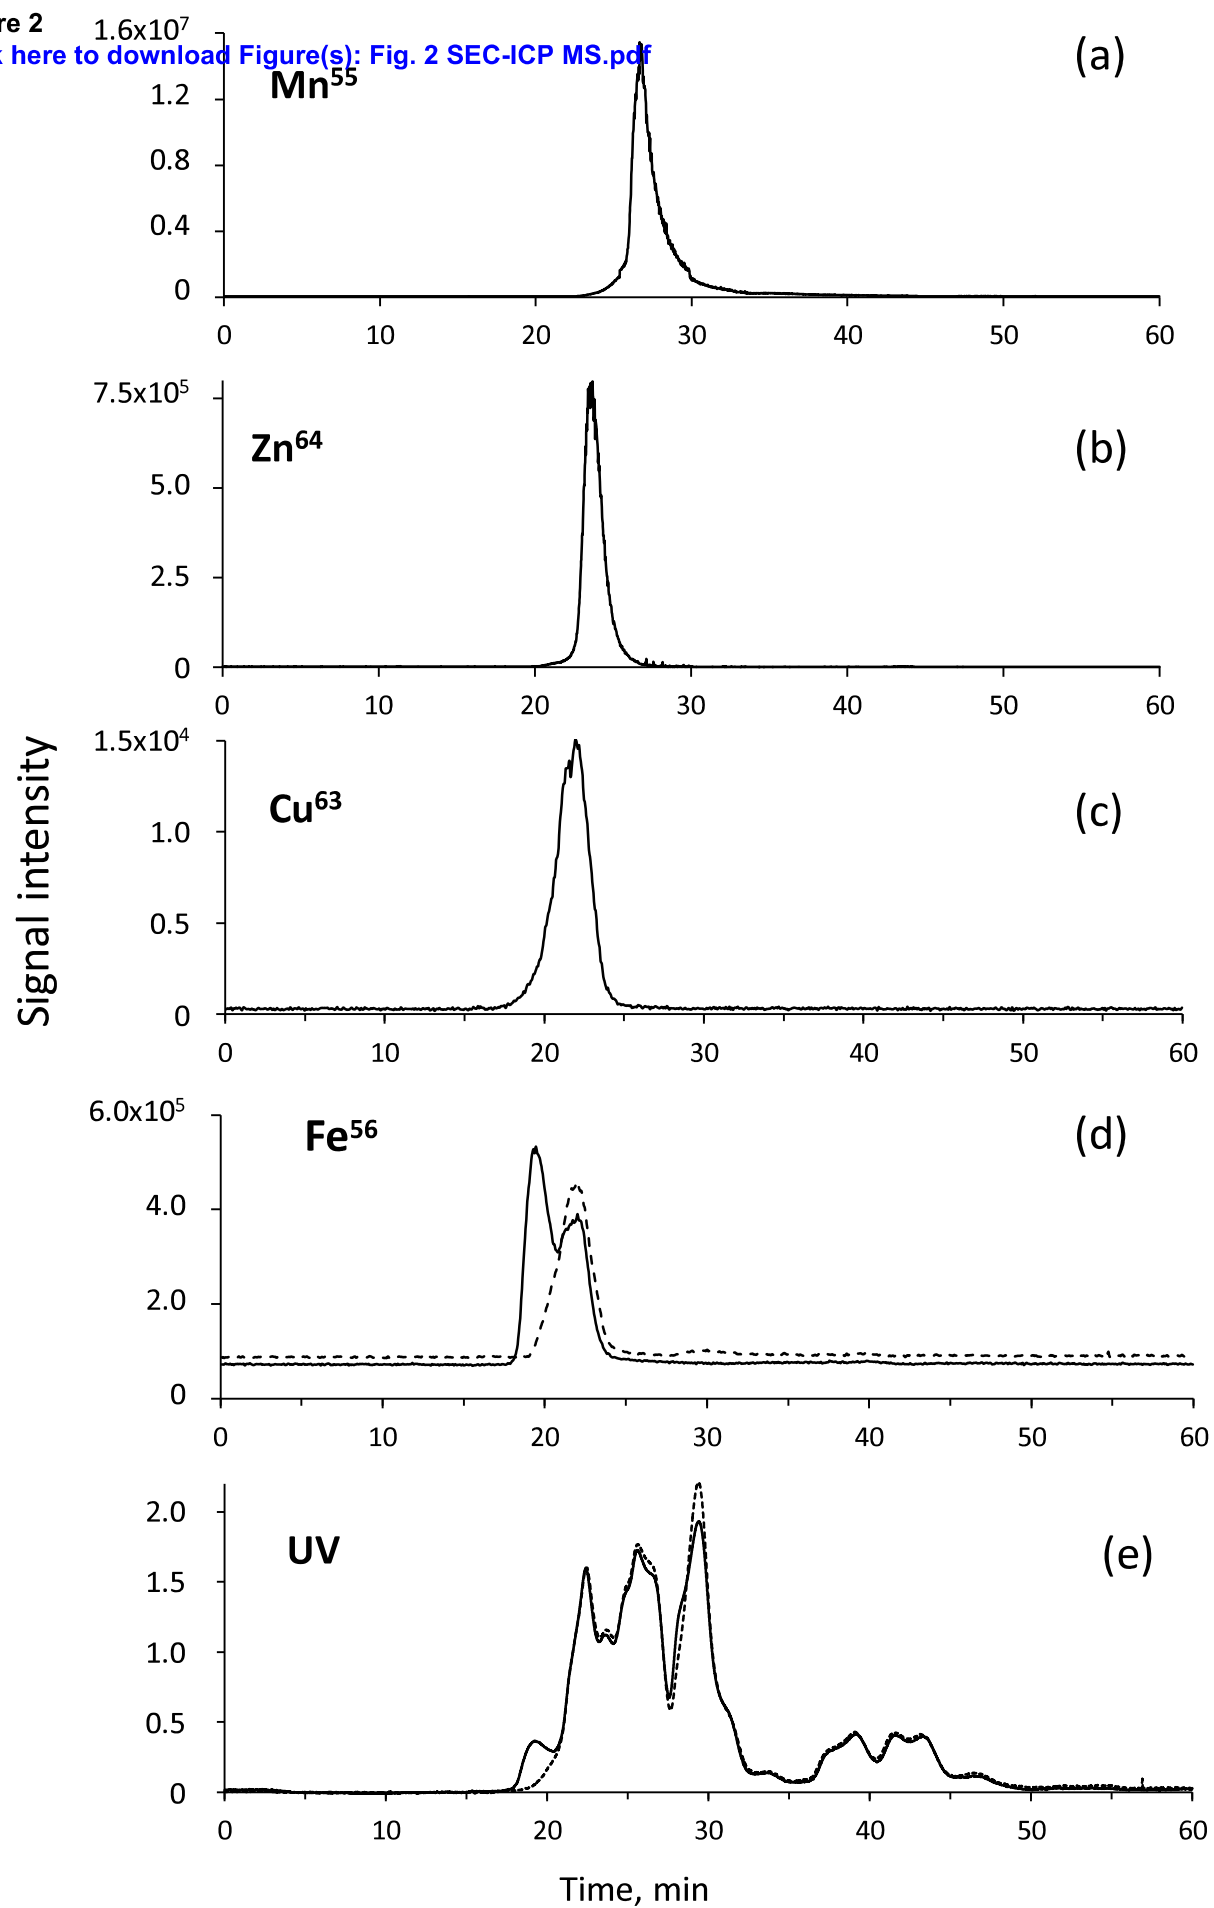 re 2
k here to download Figure(s): Fig. 2 SEC-ICP MS.pdf
1.6x10⁷
Mn⁵⁵
(a)
1.2
0.8
0.4
0
0 10 20 30 40 50 60
7.5x10⁵
Zn⁶⁴
(b)
5.0
2.5
0
0 10 20 30 40 50 60
Signal intensity
1.5x10⁴
Cu⁶³
(c)
1.0
0.5
0
0 10 20 30 40 50 60
6.0x10⁵
Fe⁵⁶
(d)
4.0
2.0
0
0 10 20 30 40 50 60
2.0
UV
(e)
1.5
1.0
0.5
0
0 10 20 30 40 50 60
Time, min